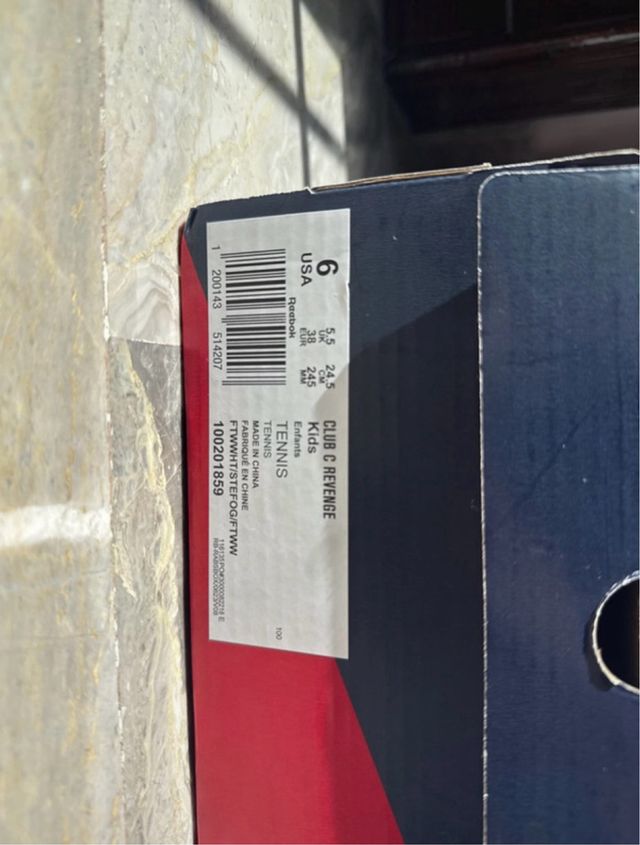 6
USA
5.5
UK
38
EUR
24.5
CM
245
MM
Reebok
1 200143 514207
CLUB C REVENGE
Kids
Enfants
TENNIS
TENNIS
MADE IN CHINA
FABRIQUÉ EN CHINE
FTWWHT/STEFOG/FTWW
100201859
100